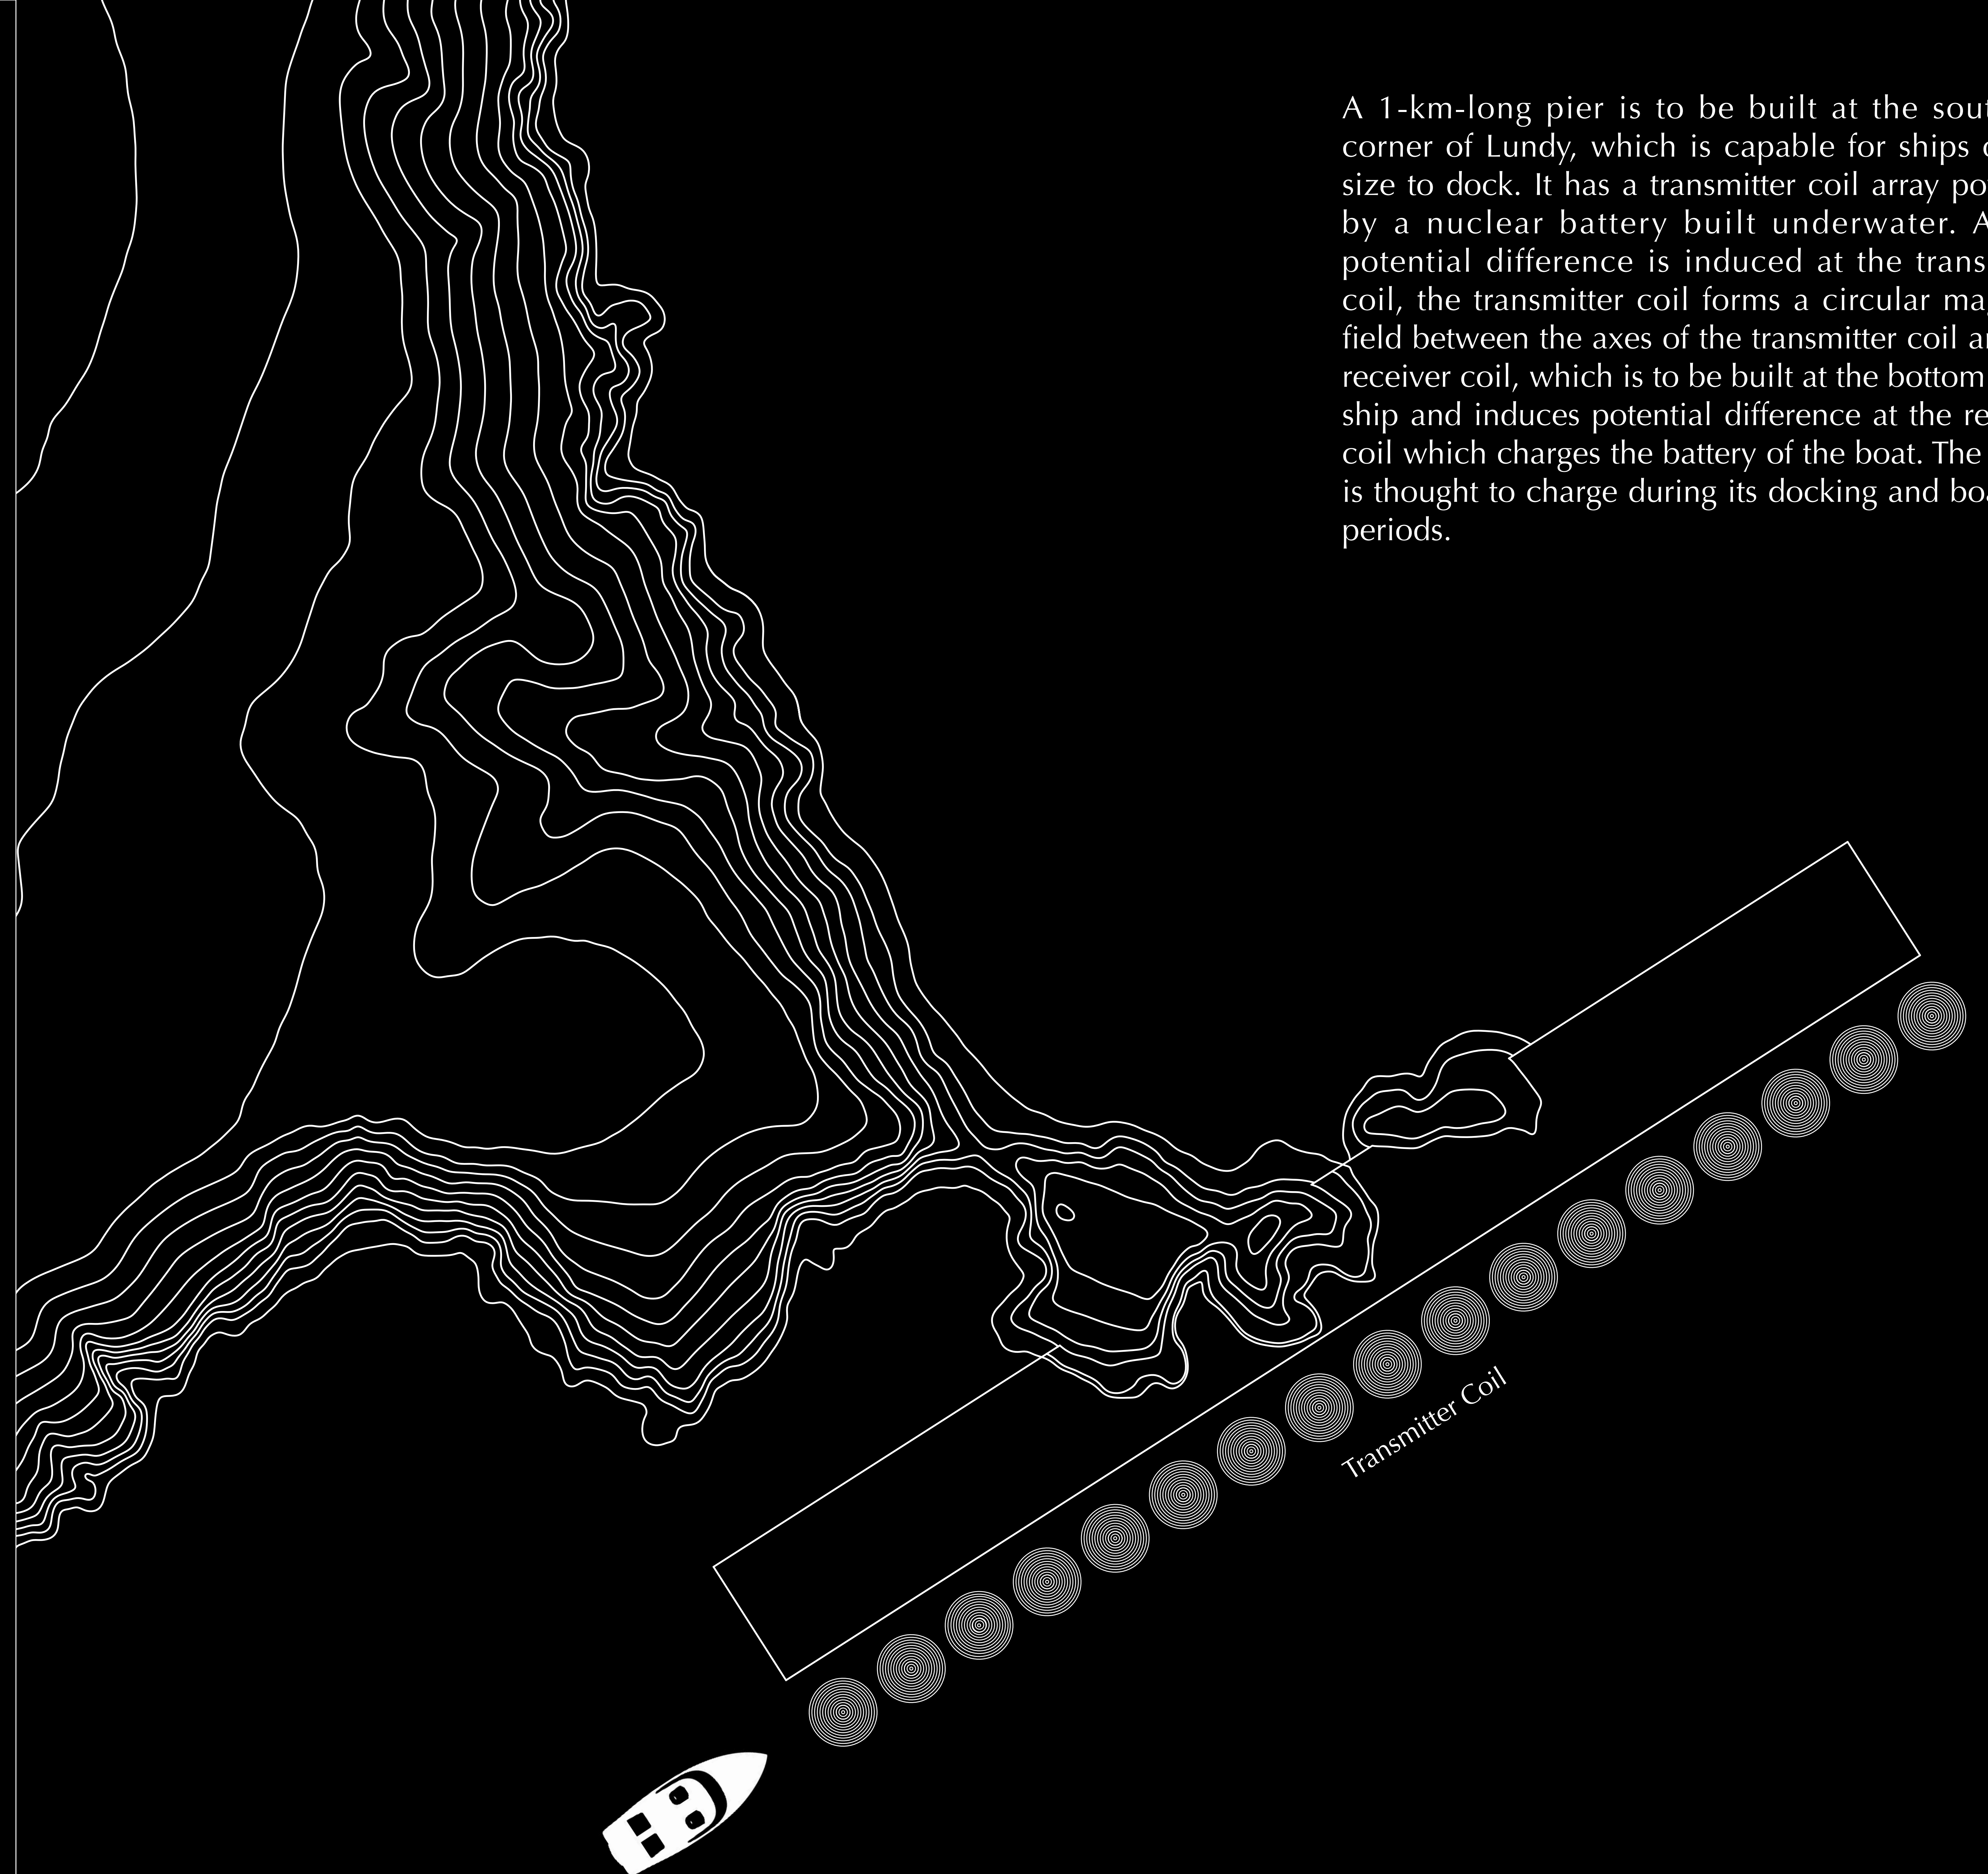 A 1-km-long pier is to be built at the sou
corner of Lundy, which is capable for ships
size to dock. It has a transmitter coil array po
by a nuclear battery built underwater. A
potential difference is induced at the trans
coil, the transmitter coil forms a circular ma
field between the axes of the transmitter coil a
receiver coil, which is to be built at the bottom
ship and induces potential difference at the re
coil which charges the battery of the boat. The
is thought to charge during its docking and bo
periods.
Transmitter Coil